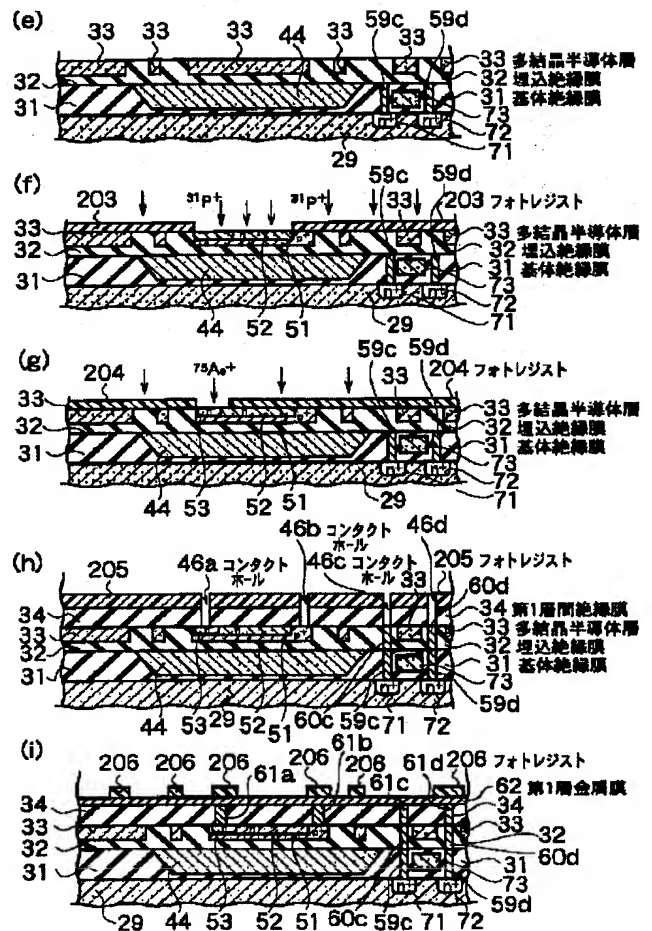 (e)
33 33 33 44 33 59c 33 59d
33 多結晶半導体層
32 32 埋込絶縁膜
31 31 基体絶縁膜
73
72
29 71
(f)
203 31P+ 31P+ 59c 33 59d 203 フォトレジスト
33 33 多結晶半導体層
32 32 埋込絶縁膜
31 31 基体絶縁膜
73
72
44 52 51 29 71
(g)
204 75As+ 59c 33 59d 204 フォトレジスト
33 33 多結晶半導体層
32 32 埋込絶縁膜
31 31 基体絶縁膜
73
72
44 53 52 51 29 71
(h)
46b コンタクトホール 46d
46a コンタクトホール 46c コンタクトホール 33 205 フォトレジスト
205 60d
34 34 第1層間絶縁膜
33 33 多結晶半導体層
32 32 埋込絶縁膜
31 31 基体絶縁膜
73
59d
44 53 29 52 51 60c 59c 71 72
(i)
206 206 206 61a 206 61b 206 61c 61d 206 フォトレジスト
62 第1層金属膜
34 34
33 33
32 32
60d
31 31
73
59d
29 44 53 52 51 60c 59c 71 72